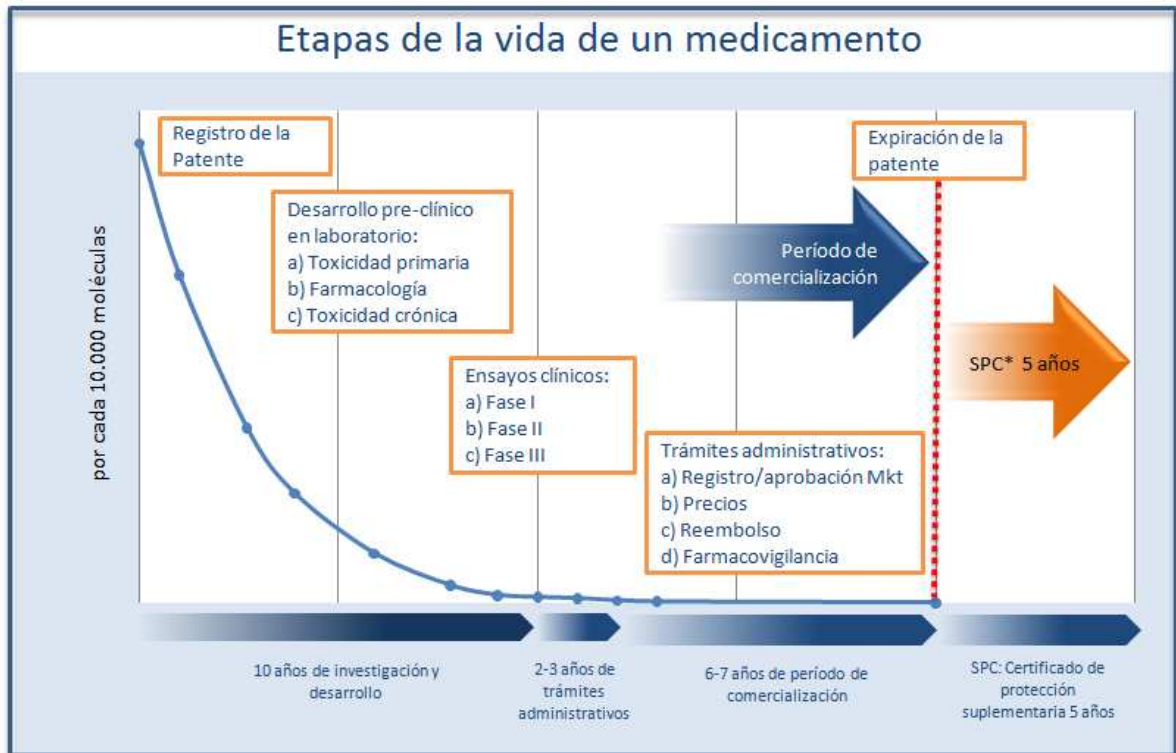 Etapas de la vida de un medicamento
Registro de la
Patente
Expiración de la
patente
Desarrollo pre-clínico
en laboratorio:
a) Toxicidad primaria
b) Farmacología
c) Toxicidad crónica
Período de
comercialización
SPC* 5 años
Ensayos clínicos:
a) Fase I
b) Fase II
c) Fase III
Trámites administrativos:
a) Registro/aprobación Mkt
b) Precios
c) Reembolso
d) Farmacovigilancia
por cada 10.000 moléculas
10 años de investigación y
desarrollo
2-3 años de
trámites
administrativos
6-7 años de período de
comercialización
SPC: Certificado de
protección
suplementaria 5 años